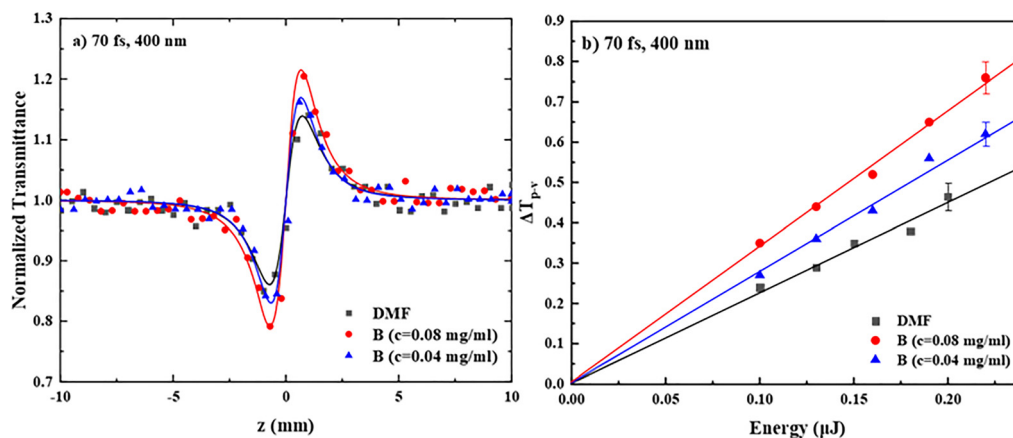 a) 70 fs, 400 nm
Normalized Transmittance
1.3
1.2
1.1
1.0
0.9
0.8
0.7
-10
-5
0
5
10
z (mm)
DMF
B (c=0.08 mg/ml)
B (c=0.04 mg/ml)
b) 70 fs, 400 nm
ΔTp-v
0.8
0.7
0.6
0.5
0.4
0.3
0.2
0.1
0.0
0.00
0.05
0.10
0.15
0.20
Energy (μJ)
DMF
B (c=0.08 mg/ml)
B (c=0.04 mg/ml)